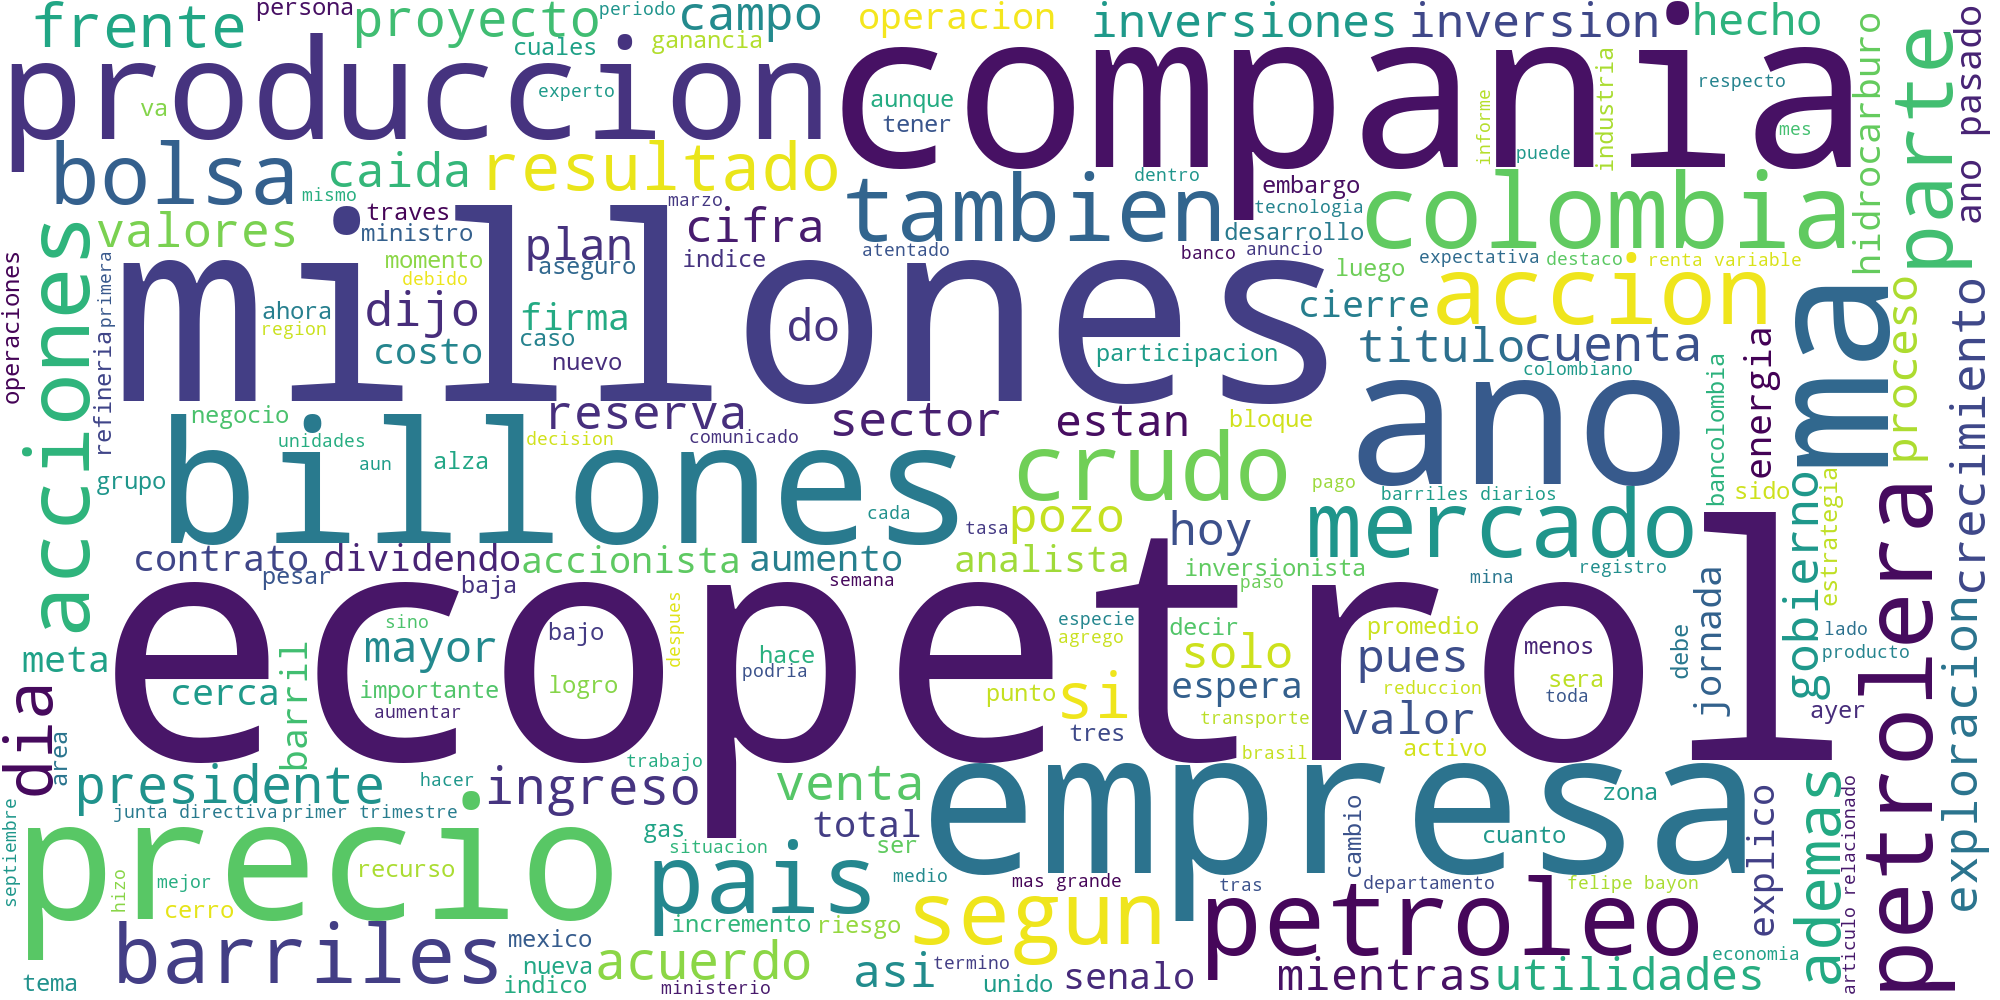 persona
periodo
frente
proyecto
campo
operacion
inversiones
inversion
hecho
cuales
ganancia
produccion
compania
va
experto
aunque
tener
informe
industria
respecto
mes
puede
hidrocarburo
parte
ano pasado
bolsa
caida
resultado
mismo
tambien
dentro
embargo
tecnologia
colombia
valores
traves
ministro
marzo
cifra
plan
indice
aseguro
atentado
desarrollo
banco
anuncio
momento
debido
luego
expectativa
destaco
renta variable
operaciones
acciones
primera
refineria
millones
ahora
region
dijo
costo
firma
caso
nuevo
do
participacion
cierre
accion
titulo
cuenta
colombiano
ma
proceso
crecimiento
negocio
unidades
reserva
decision
comunicado
sector
estan
bloque
ano
bancolombia
energia
grupo
billones
aun
alza
cada
tasa
crudo
pozo
pago
barriles diarios
hoy
mercado
sido
estrategia
gobierno
petrolera
contrato
dividendo
accionista
aumento
analista
inversionista
pesar
baja
semana
paso
mina
registro
ecopetrol
meta
dia
area
cerca
barril
sino
mayor
importante
aumentar
bajo
logro
despues
hace
podria
especie
agrego
decir
solo
si
punto
espera
tres
transporte
brasil
promedio
pues
reduccion
valor
activo
menos
sera
toda
debe
jornada
lado
producto
ayer
exploracion
presidente
hacer
ingreso
trabajo
venta
empresa
zona
junta directiva
primer trimestre
septiembre
precio
total
gas
situacion
ser
cambio
cuanto
explico
ademas
articulo relacionado
hizo
mejor
cerro
recurso
pais
medio
mas grande
tras
departamento
felipe bayon
barriles
mexico
nueva
indico
incremento
riesgo
acuerdo
segun
petroleo
economia
tema
ministerio
asi
termino
unido
senalo
mientras
utilidades